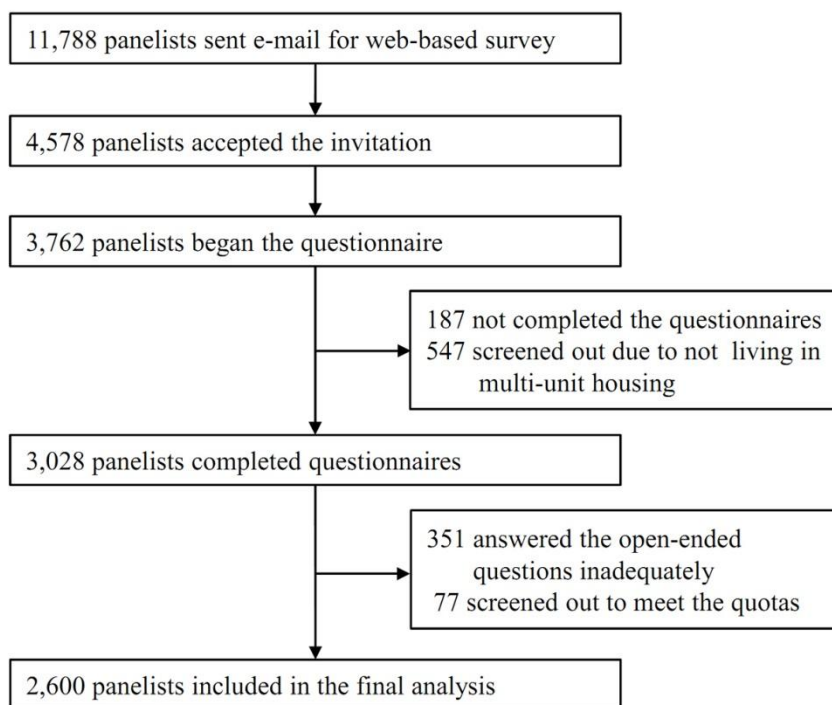 11,788 panelists sent e-mail for web-based survey
4,578 panelists accepted the invitation
3,762 panelists began the questionnaire
187 not completed the questionnaires
547 screened out due to not living in
multi-unit housing
3,028 panelists completed questionnaires
351 answered the open-ended
questions inadequately
77 screened out to meet the quotas
2,600 panelists included in the final analysis